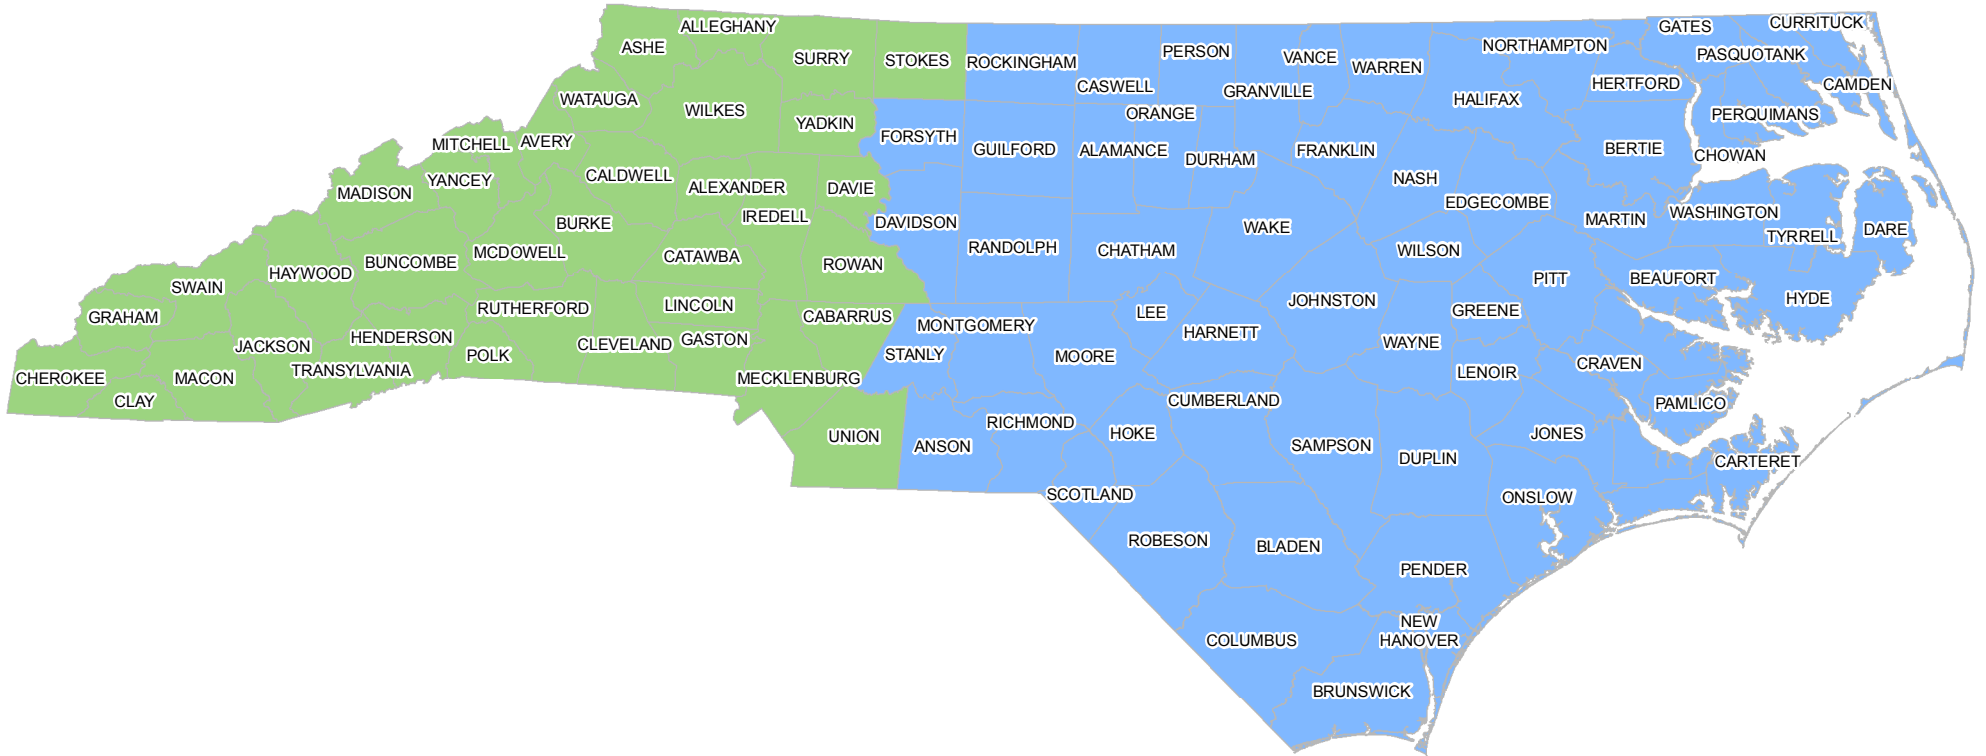 ALLEGHANY
CURRITUCK
GATES
ASHE
NORTHAMPTON
PERSON
PASQUOTANK
SURRY
STOKES
ROCKINGHAM
VANCE
WARREN
HERTFORD
CAMDEN
CASWELL
GRANVILLE
WATAUGA
HALIFAX
WILKES
ORANGE
PERQUIMANS
YADKIN
FORSYTH
MITCHELL
AVERY
GUILFORD
ALAMANCE
DURHAM
FRANKLIN
BERTIE
CHOWAN
CALDWELL
YANCEY
NASH
MADISON
ALEXANDER
DAVIE
EDGECOMBE
IREDELL
BURKE
DAVIDSON
WAKE
MARTIN
WASHINGTON
TYRRELL
DARE
RANDOLPH
CHATHAM
WILSON
MCDOWELL
CATAWBA
BUNCOMBE
ROWAN
HAYWOOD
PITT
BEAUFORT
SWAIN
HYDE
JOHNSTON
RUTHERFORD
LINCOLN
GREENE
LEE
GRAHAM
CABARRUS
MONTGOMERY
HARNETT
HENDERSON
CLEVELAND
GASTON
JACKSON
WAYNE
POLK
STANLY
MOORE
CRAVEN
TRANSYLVANIA
LENOIR
CHEROKEE
MACON
MECKLENBURG
CLAY
CUMBERLAND
PAMLICO
RICHMOND
UNION
HOKE
JONES
ANSON
SAMPSON
DUPLIN
CARTERET
SCOTLAND
ONSLOW
ROBESON
BLADEN
PENDER
NEW
HANOVER
COLUMBUS
BRUNSWICK